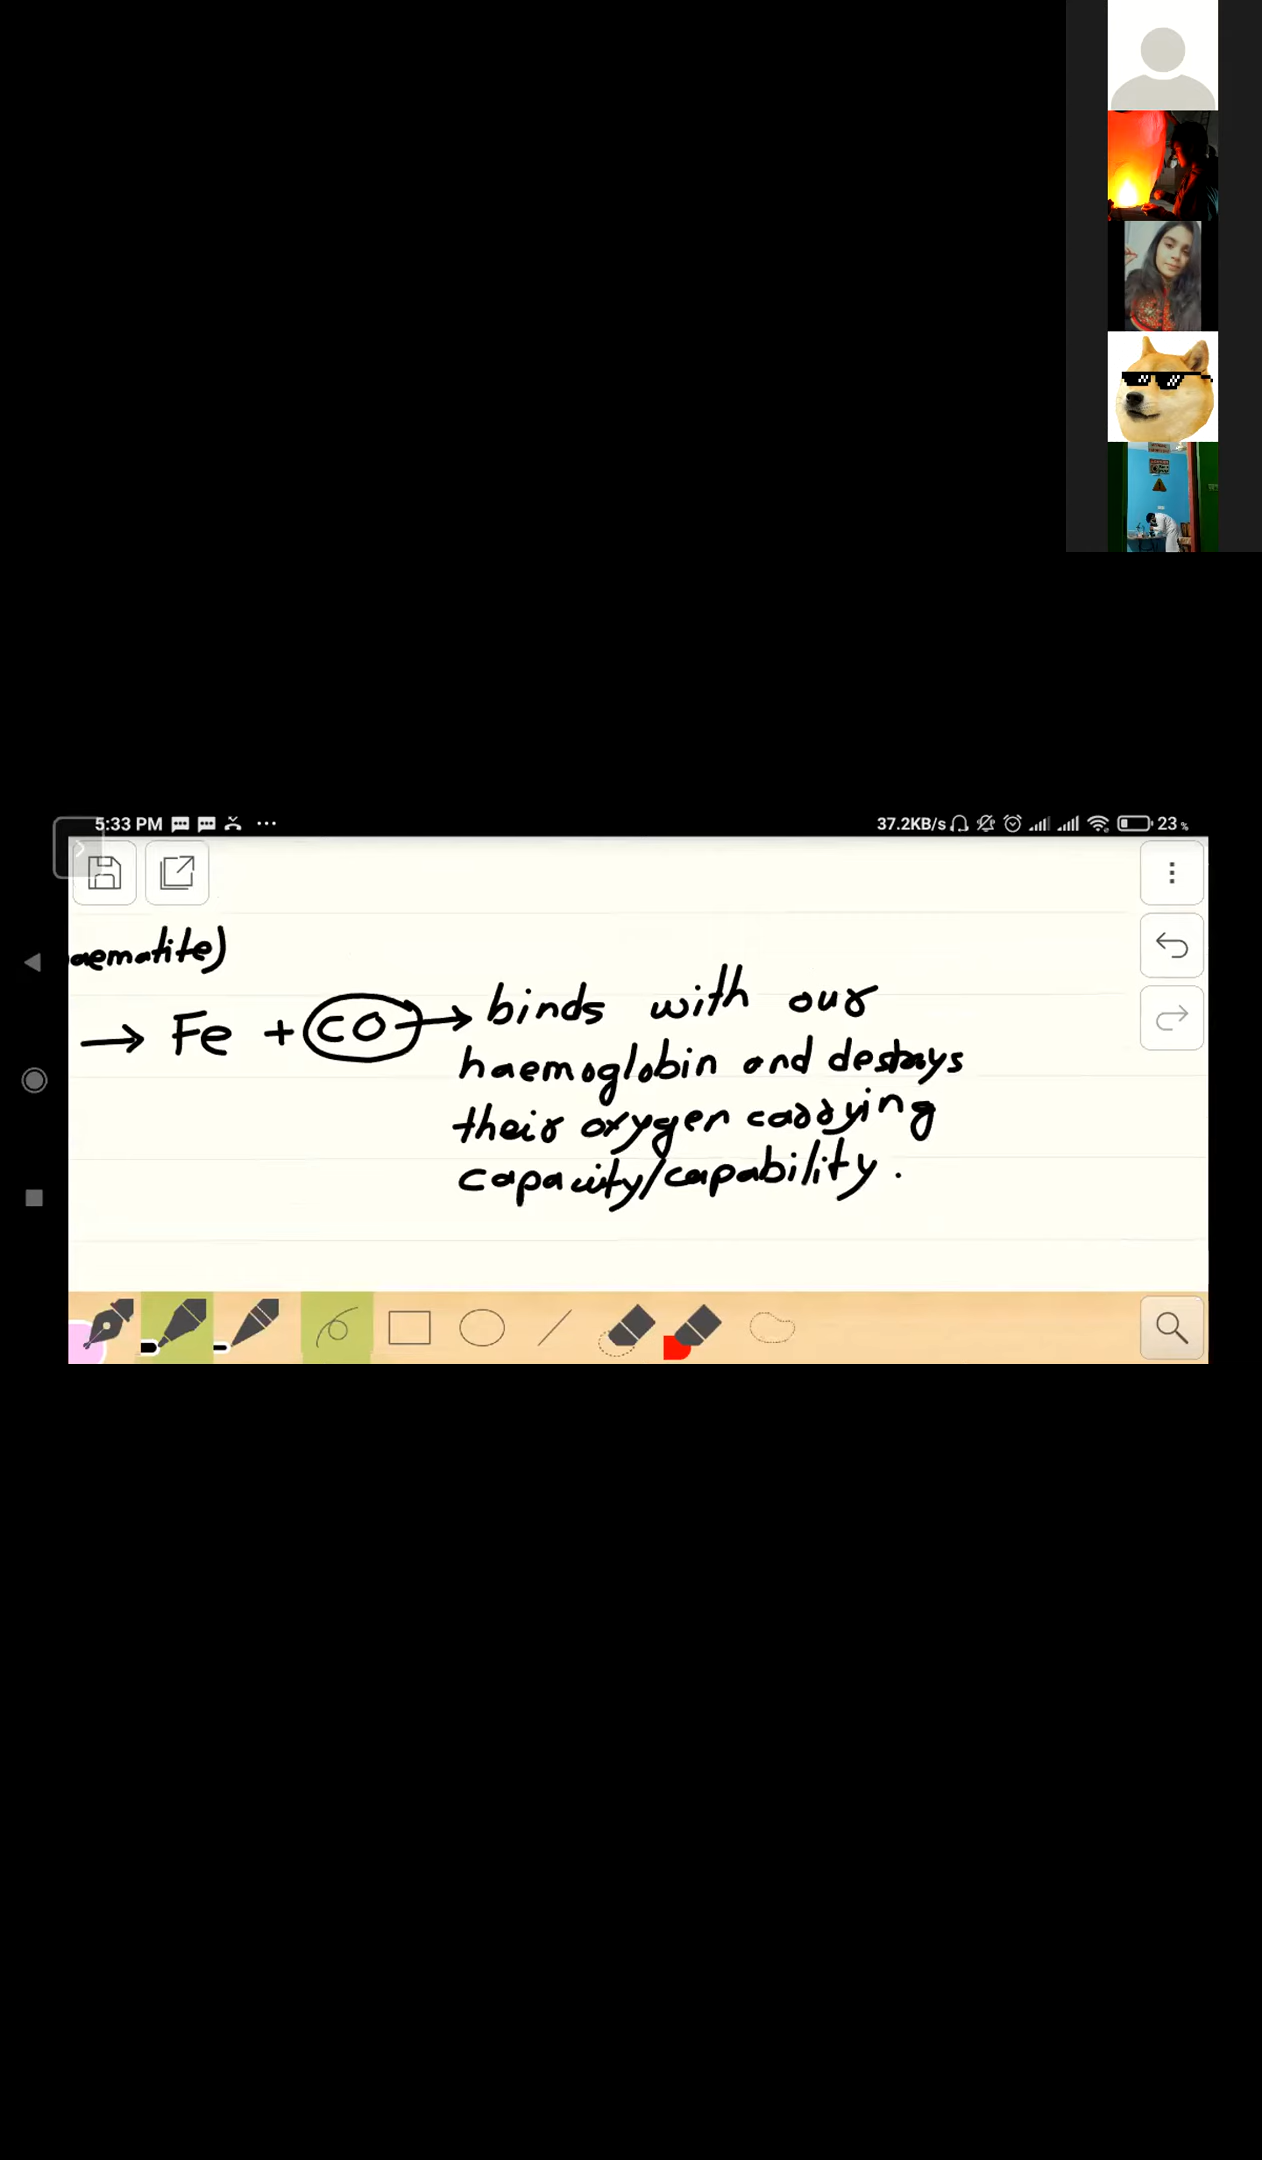 5:33 PM ... 37.2KB/s 23 %
aematite)
→ Fe + CO → binds with our
haemoglobin and destroys
their oxygen carrying
capacity/capability.